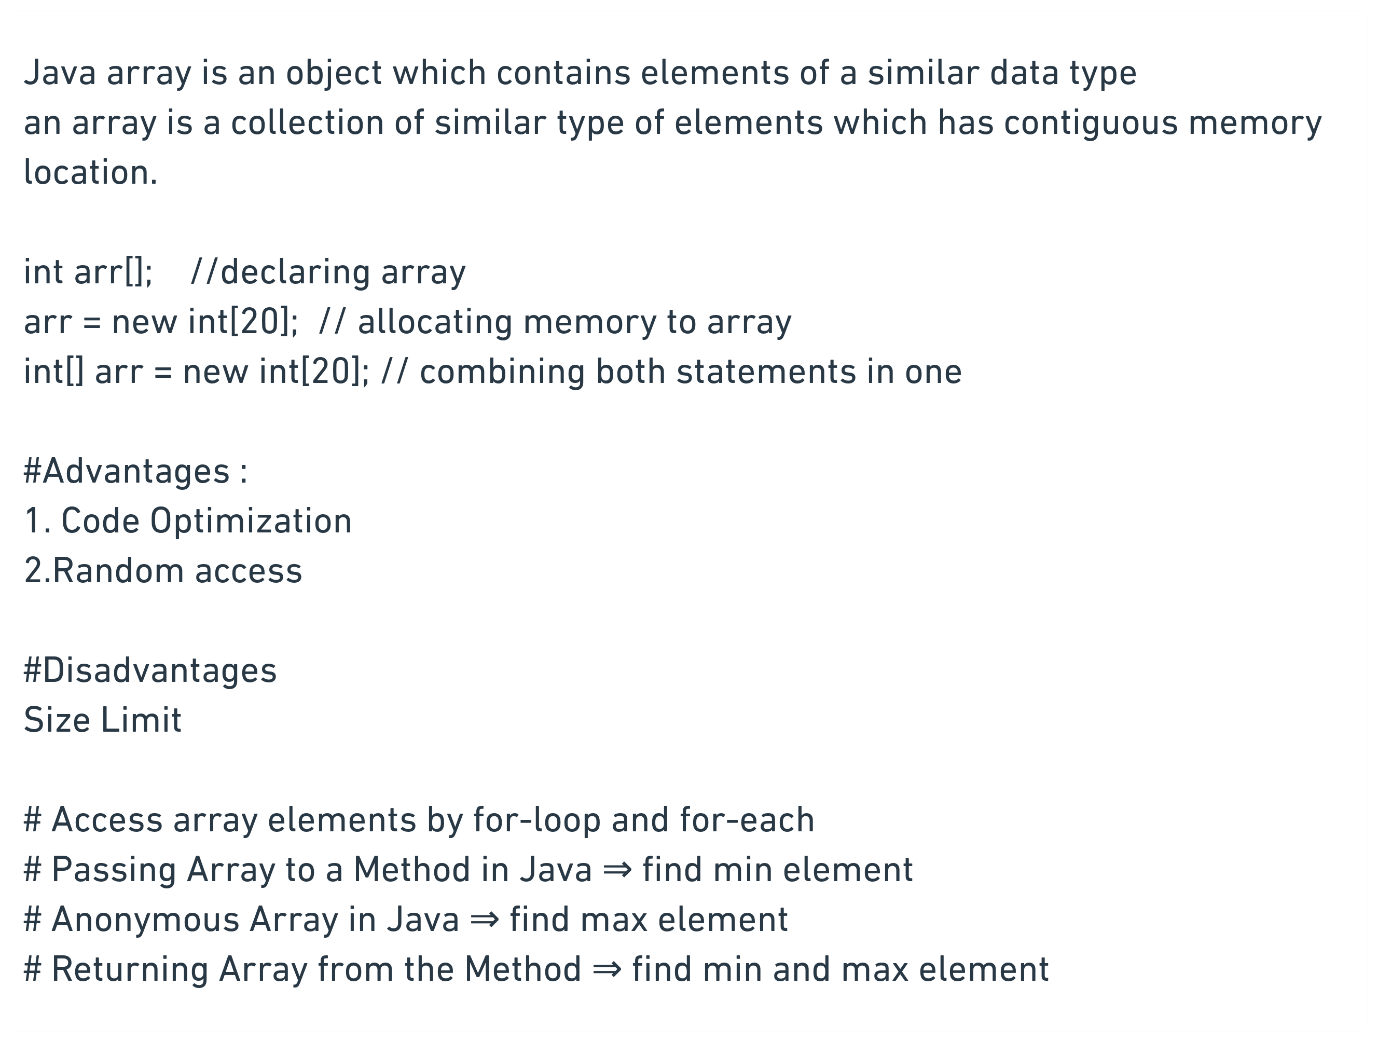 Java array is an object which contains elements of a similar data type
an array is a collection of similar type of elements which has contiguous memory
location.
int arr[];    //declaring array
arr = new int[20];  // allocating memory to array
int[] arr = new int[20]; // combining both statements in one
#Advantages :
1. Code Optimization
2.Random access
#Disadvantages
Size Limit
# Access array elements by for-loop and for-each
# Passing Array to a Method in Java ⇒ find min element
# Anonymous Array in Java ⇒ find max element
# Returning Array from the Method ⇒ find min and max element